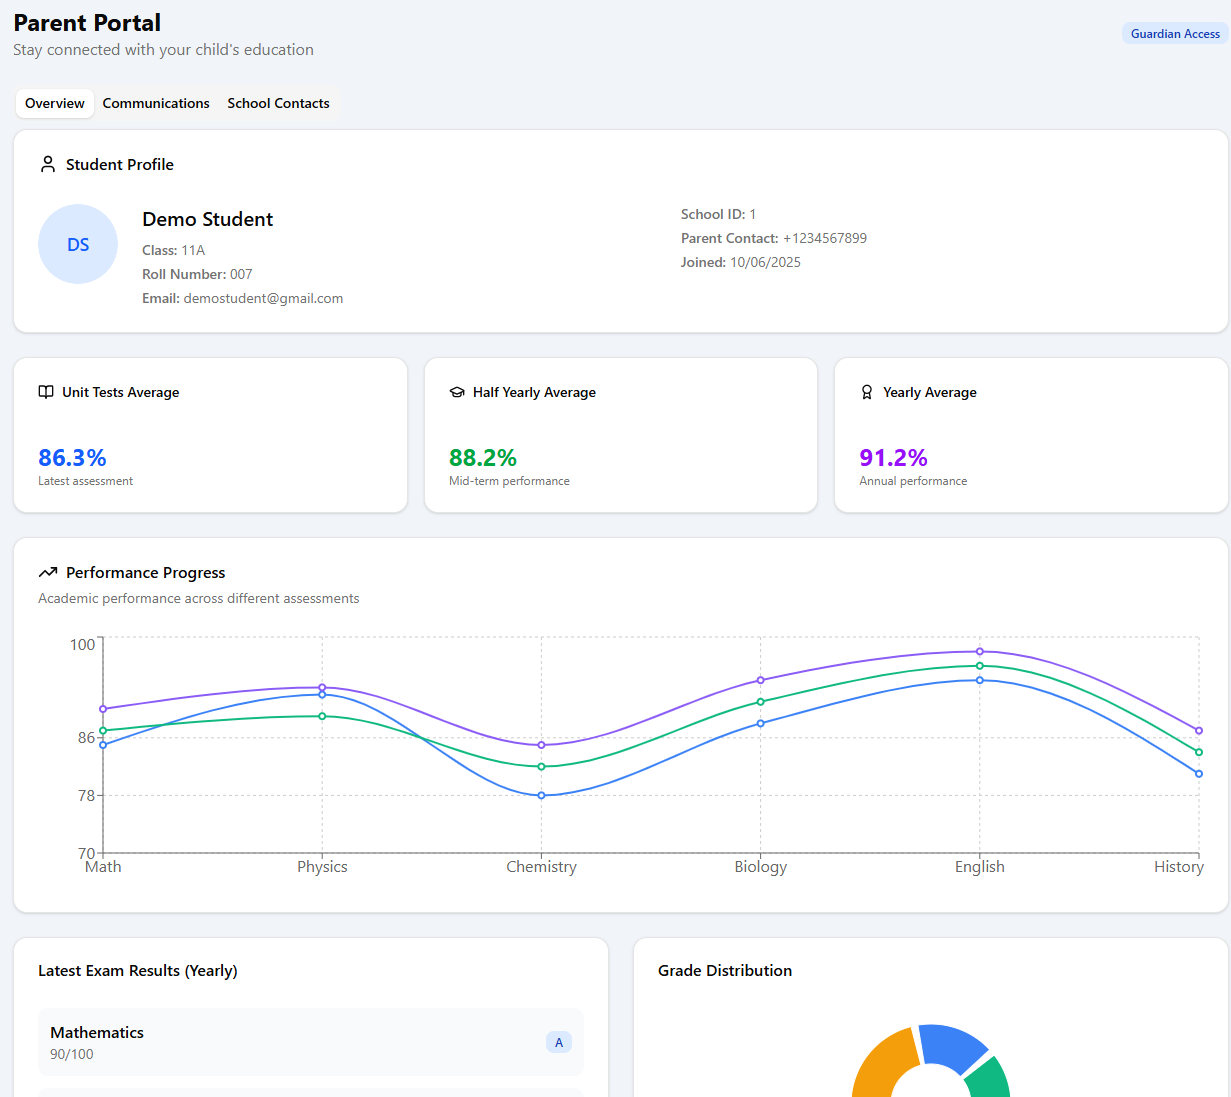 Parent Portal
Stay connected with your child's education
Guardian Access
Overview
Communications
School Contacts
Student Profile
DS
Demo Student
Class: 11A
Roll Number: 007
Email: demostudent@gmail.com
School ID: 1
Parent Contact: +1234567899
Joined: 10/06/2025
Unit Tests Average
86.3%
Latest assessment
Half Yearly Average
88.2%
Mid-term performance
Yearly Average
91.2%
Annual performance
Performance Progress
Academic performance across different assessments
100
86
78
70
Math
Physics
Chemistry
Biology
English
History
Latest Exam Results (Yearly)
Mathematics
90/100
A
Grade Distribution